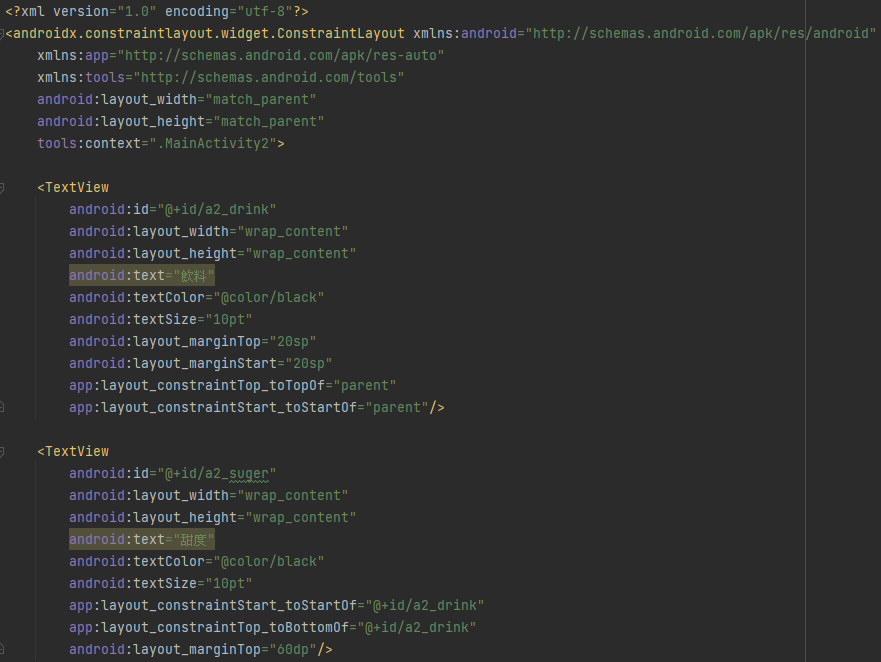 <?xml version="1.0" encoding="utf-8"?>
<androidx.constraintlayout.widget.ConstraintLayout xmlns:android="http://schemas.android.com/apk/res/android"
    xmlns:app="http://schemas.android.com/apk/res-auto"
    xmlns:tools="http://schemas.android.com/tools"
    android:layout_width="match_parent"
    android:layout_height="match_parent"
    tools:context=".MainActivity2">

    <TextView
        android:id="@+id/a2_drink"
        android:layout_width="wrap_content"
        android:layout_height="wrap_content"
        android:text="飲料"
        android:textColor="@color/black"
        android:textSize="10pt"
        android:layout_marginTop="20sp"
        android:layout_marginStart="20sp"
        app:layout_constraintTop_toTopOf="parent"
        app:layout_constraintStart_toStartOf="parent"/>

    <TextView
        android:id="@+id/a2_suger"
        android:layout_width="wrap_content"
        android:layout_height="wrap_content"
        android:text="甜度"
        android:textColor="@color/black"
        android:textSize="10pt"
        app:layout_constraintStart_toStartOf="@+id/a2_drink"
        app:layout_constraintTop_toBottomOf="@+id/a2_drink"
        android:layout_marginTop="60dp"/>